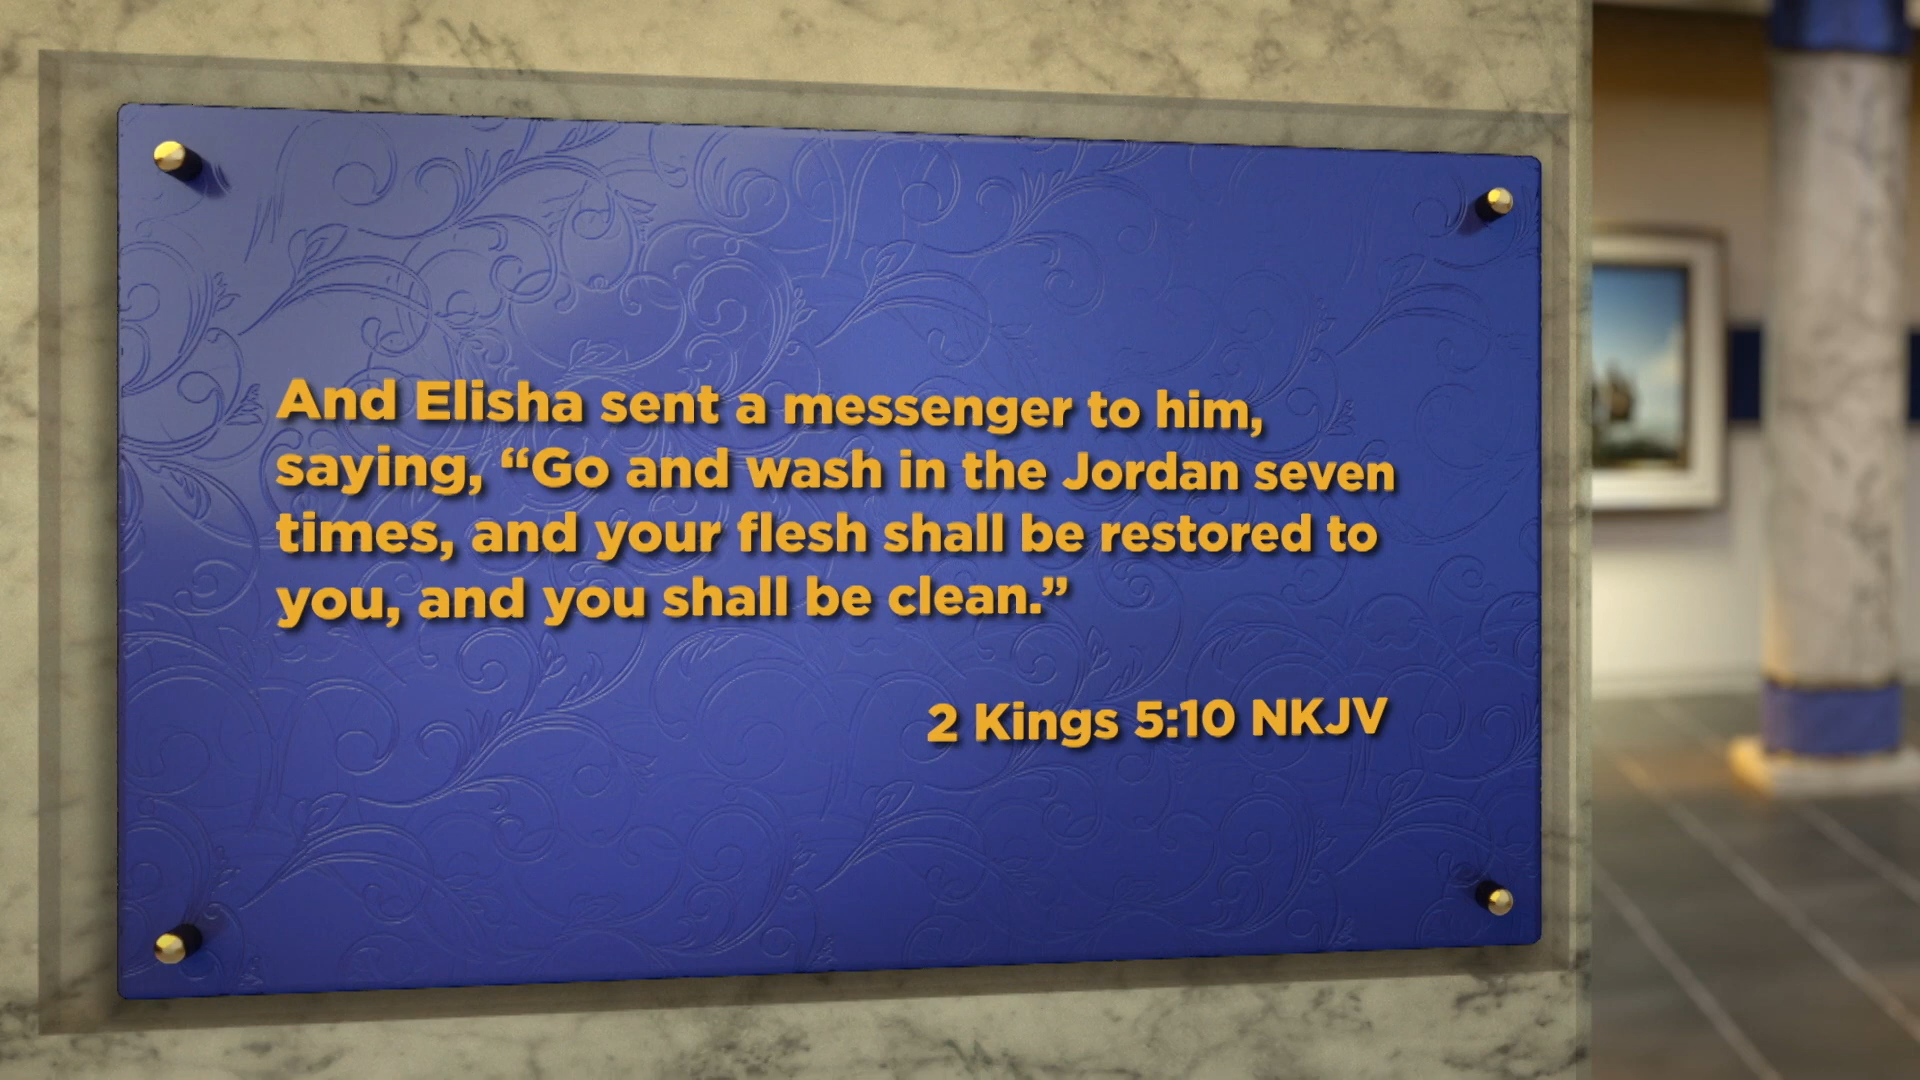 And Elisha sent a messenger to him,
saying, “Go and wash in the Jordan seven
times, and your flesh shall be restored to
you, and you shall be clean.”
2 Kings 5:10 NKJV